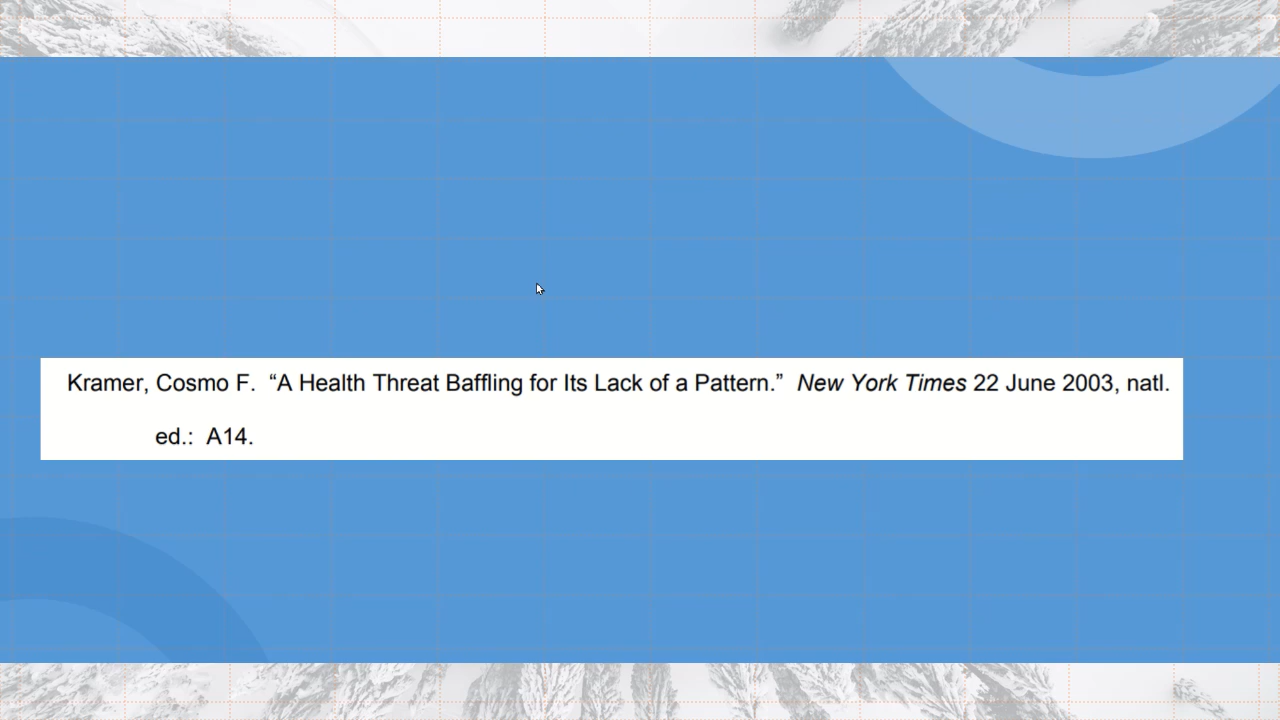 Kramer, Cosmo F.  “A Health Threat Baffling for Its Lack of a Pattern.”  New York Times 22 June 2003, natl.
ed.:  A14.